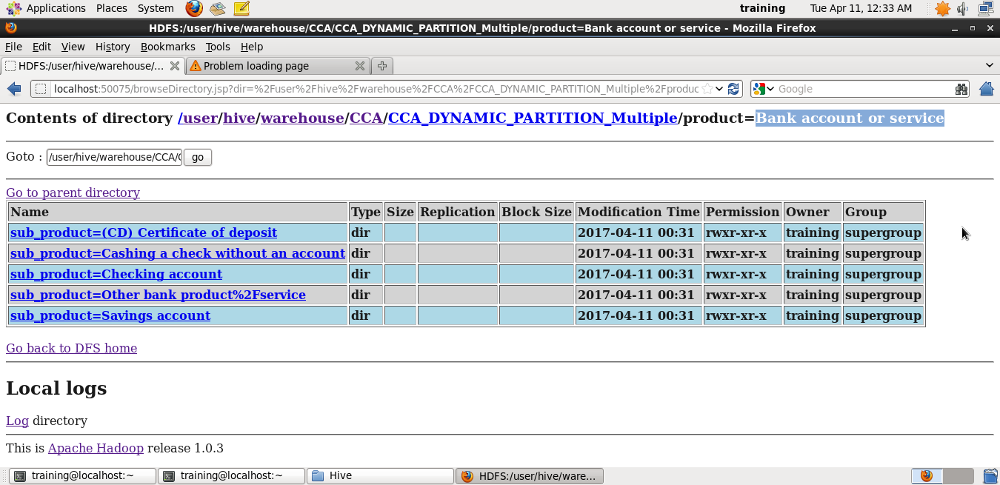 Applications Places System training Tue Apr 11, 12:33 AM
HDFS:/user/hive/warehouse/CCA/CCA_DYNAMIC_PARTITION_Multiple/product=Bank account or service - Mozilla Firefox
File Edit View History Bookmarks Tools Help
HDFS:/user/hive/warehouse/... Problem loading page
localhost:50075/browseDirectory.jsp?dir=%2Fuser%2Fhive%2Fwarehouse%2FCCA%2FCCA_DYNAMIC_PARTITION_Multiple%2Fproduc Google
Contents of directory /user/hive/warehouse/CCA/CCA_DYNAMIC_PARTITION_Multiple/product=Bank account or service
Goto : /user/hive/warehouse/CCA/C go
Go to parent directory
Name Type Size Replication Block Size Modification Time Permission Owner Group
sub_product=(CD) Certificate of deposit dir 2017-04-11 00:31 rwxr-xr-x training supergroup
sub_product=Cashing a check without an account dir 2017-04-11 00:31 rwxr-xr-x training supergroup
sub_product=Checking account dir 2017-04-11 00:31 rwxr-xr-x training supergroup
sub_product=Other bank product%2Fservice dir 2017-04-11 00:31 rwxr-xr-x training supergroup
sub_product=Savings account dir 2017-04-11 00:31 rwxr-xr-x training supergroup
Go back to DFS home
Local logs
Log directory
This is Apache Hadoop release 1.0.3
training@localhost:~ training@localhost:~ Hive HDFS:/user/hive/ware...